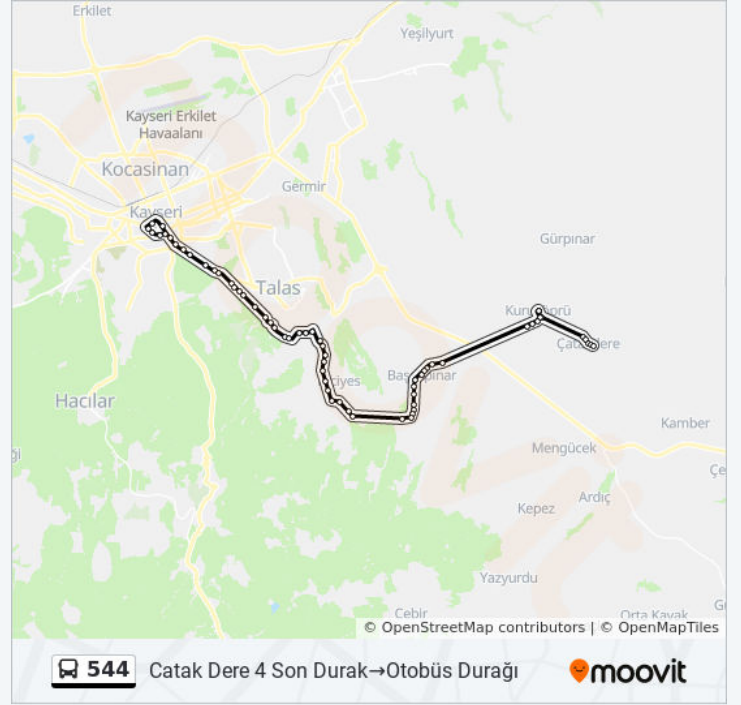 Erkilet
Yeşilyurt
Kayseri Erkilet
Havaalanı
Kocasinan
Germir
Kayseri
Gürpınar
Talas
Hacılar
Kamber
Mengücek
Ardıç
Kepez
Yazyurdu
Cebir
Orta Kavak
© OpenStreetMap contributors | © OpenMapTiles
544 Catak Dere 4 Son Durak→Otobüs Durağı
moovit